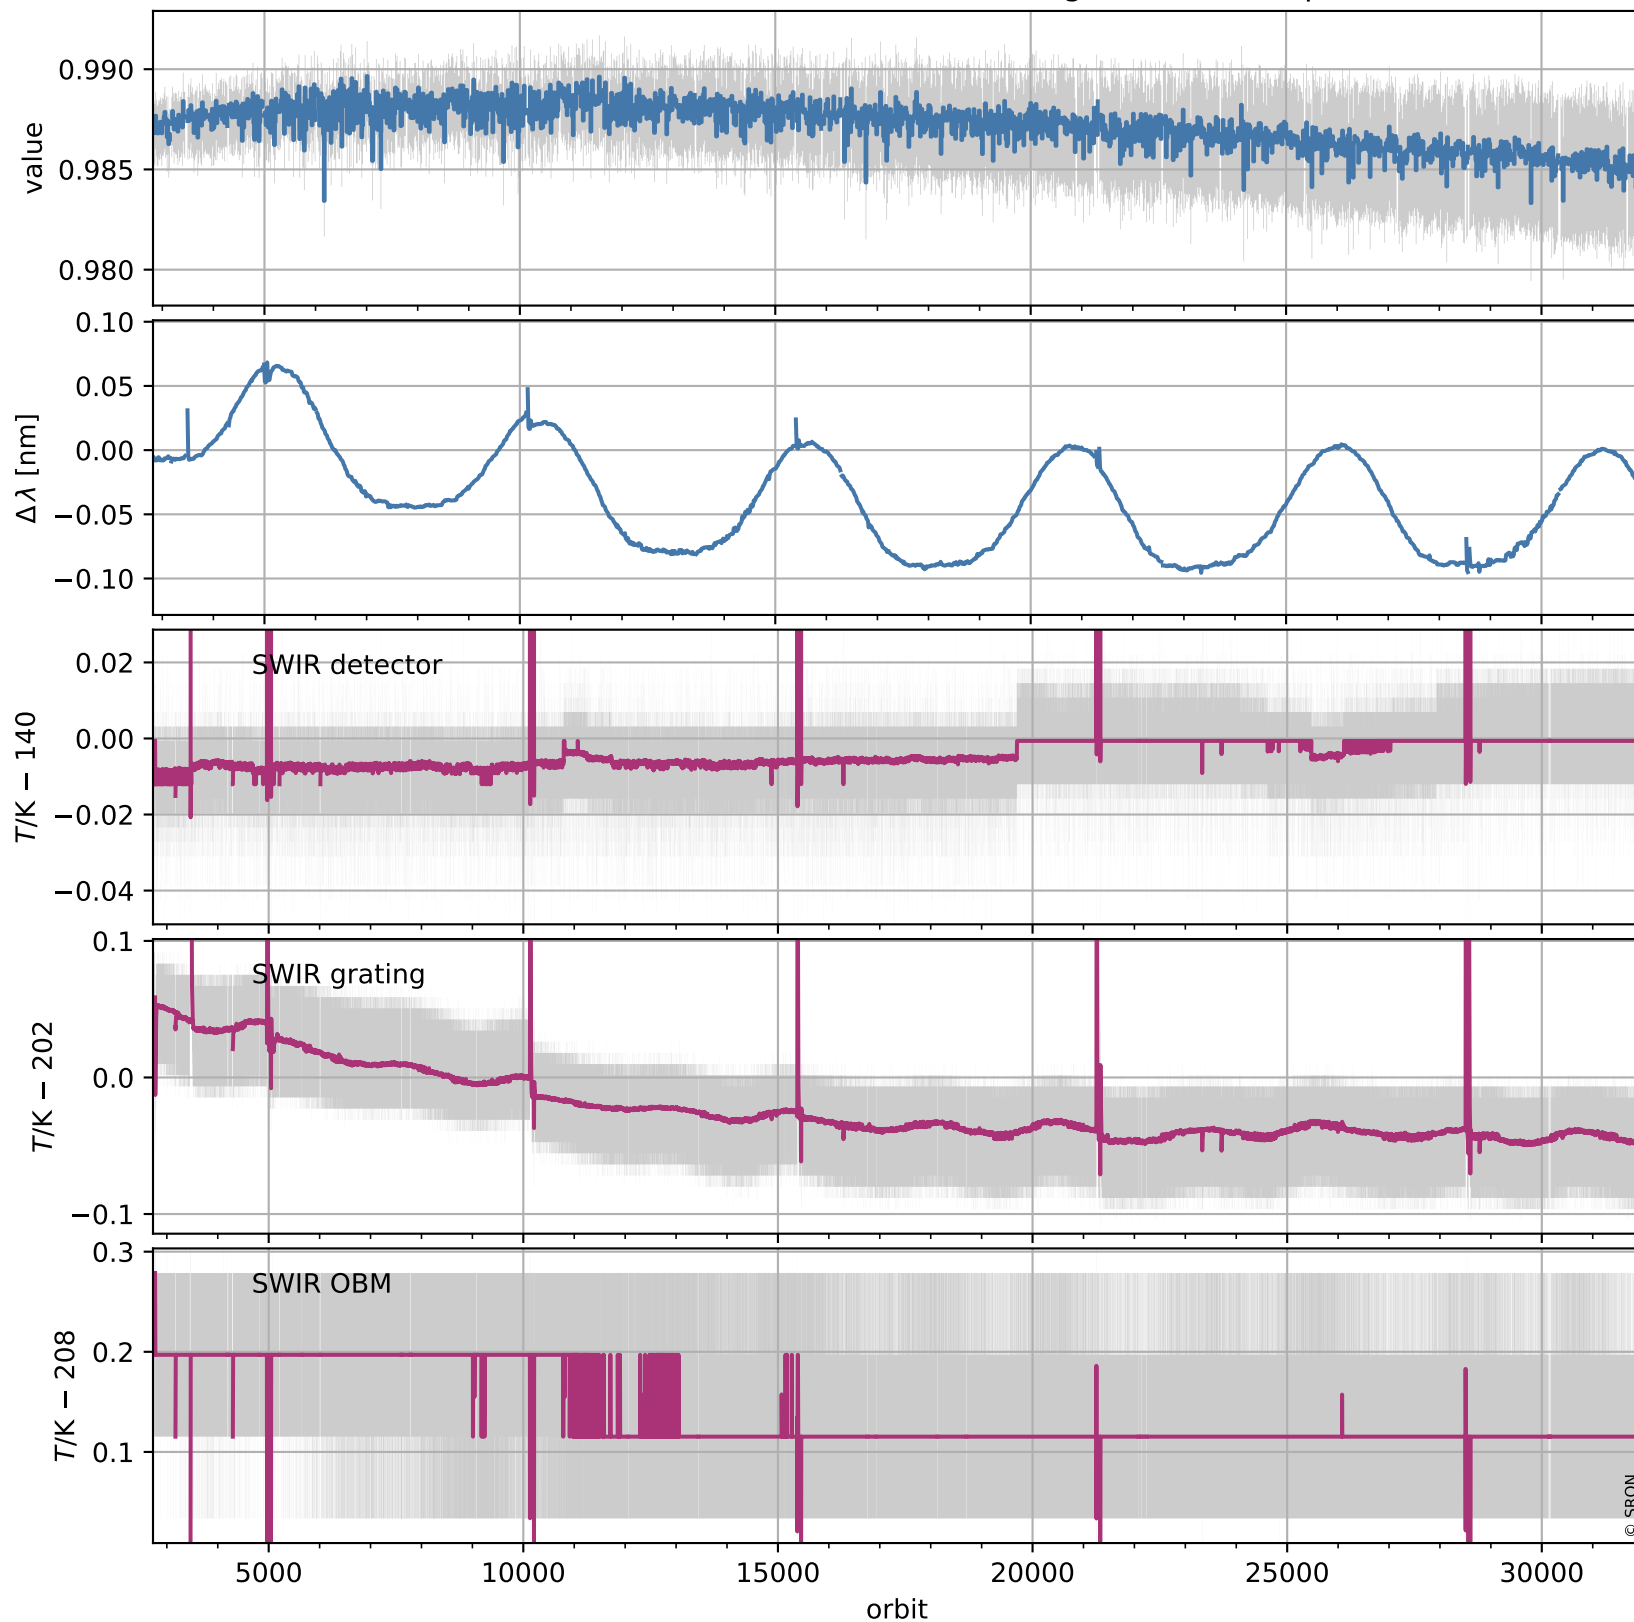 0.990
0.985
0.980
value
0.10
0.05
0.00
−0.05
−0.10
Δλ [nm]
SWIR detector
0.02
0.00
−0.02
−0.04
T/K − 140
SWIR grating
0.1
0.0
−0.1
T/K − 202
SWIR OBM
0.3
0.2
0.1
T/K − 208
© SRON
5000 10000 15000 20000 25000 30000
orbit